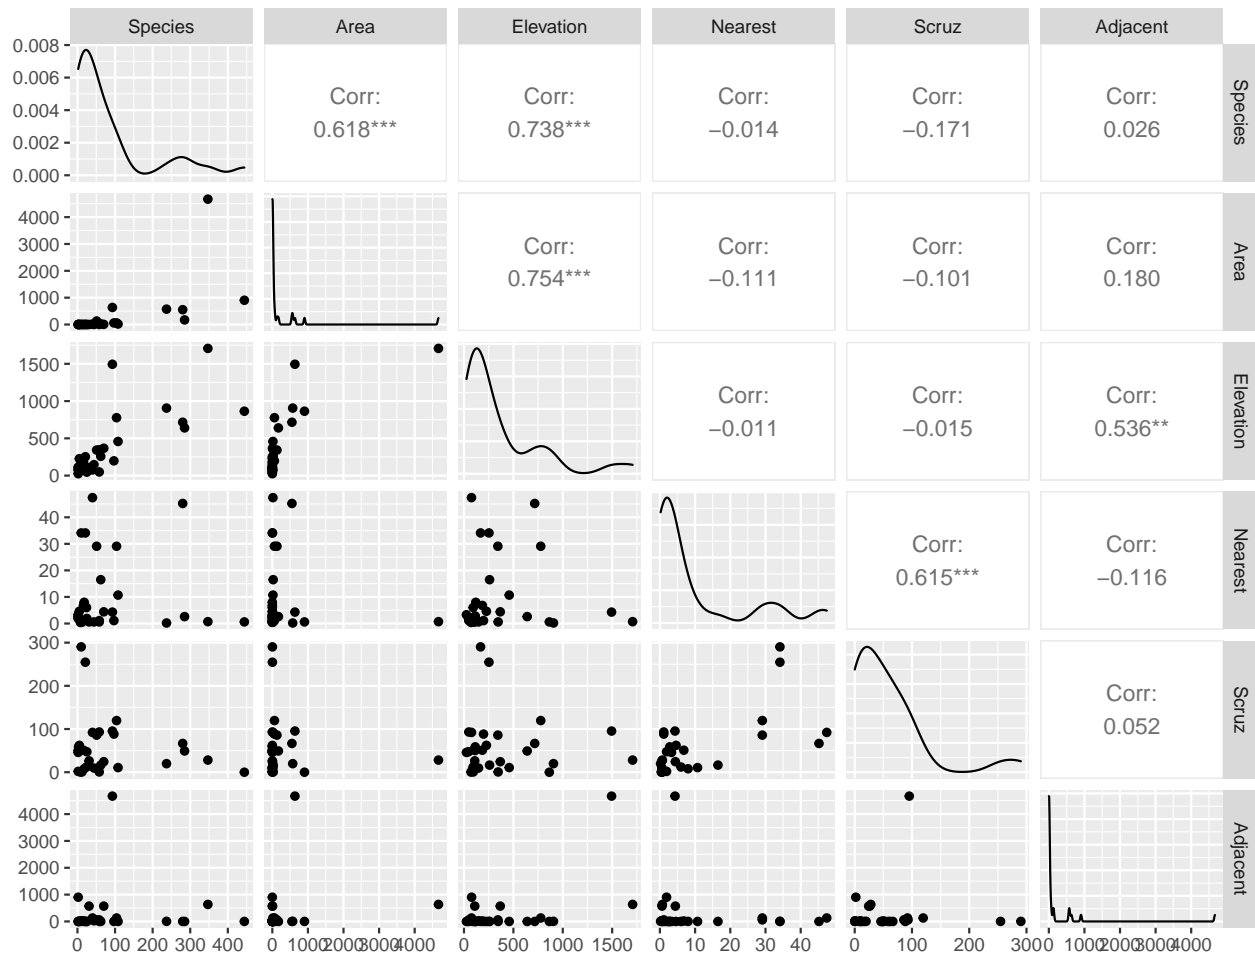 Species Area Elevation Nearest Scruz Adjacent
0.008
0.006
0.004
0.002
0.000
Corr:
0.618***
Corr:
0.738***
Corr:
−0.014
Corr:
−0.171
Corr:
0.026
Species
4000
3000
2000
1000
0
Corr:
0.754***
Corr:
−0.111
Corr:
−0.101
Corr:
0.180
Area
1500
1000
500
0
Corr:
−0.011
Corr:
−0.015
Corr:
0.536**
Elevation
40
30
20
10
0
Corr:
0.615***
Corr:
−0.116
Nearest
300
200
100
0
Corr:
0.052
Scruz
4000
3000
2000
1000
0
Adjacent
0 100 200 300 400 0 1000 2000 3000 4000 0 500 1000 1500 0 10 20 30 40 0 100 200 300 0 1000 2000 3000 4000